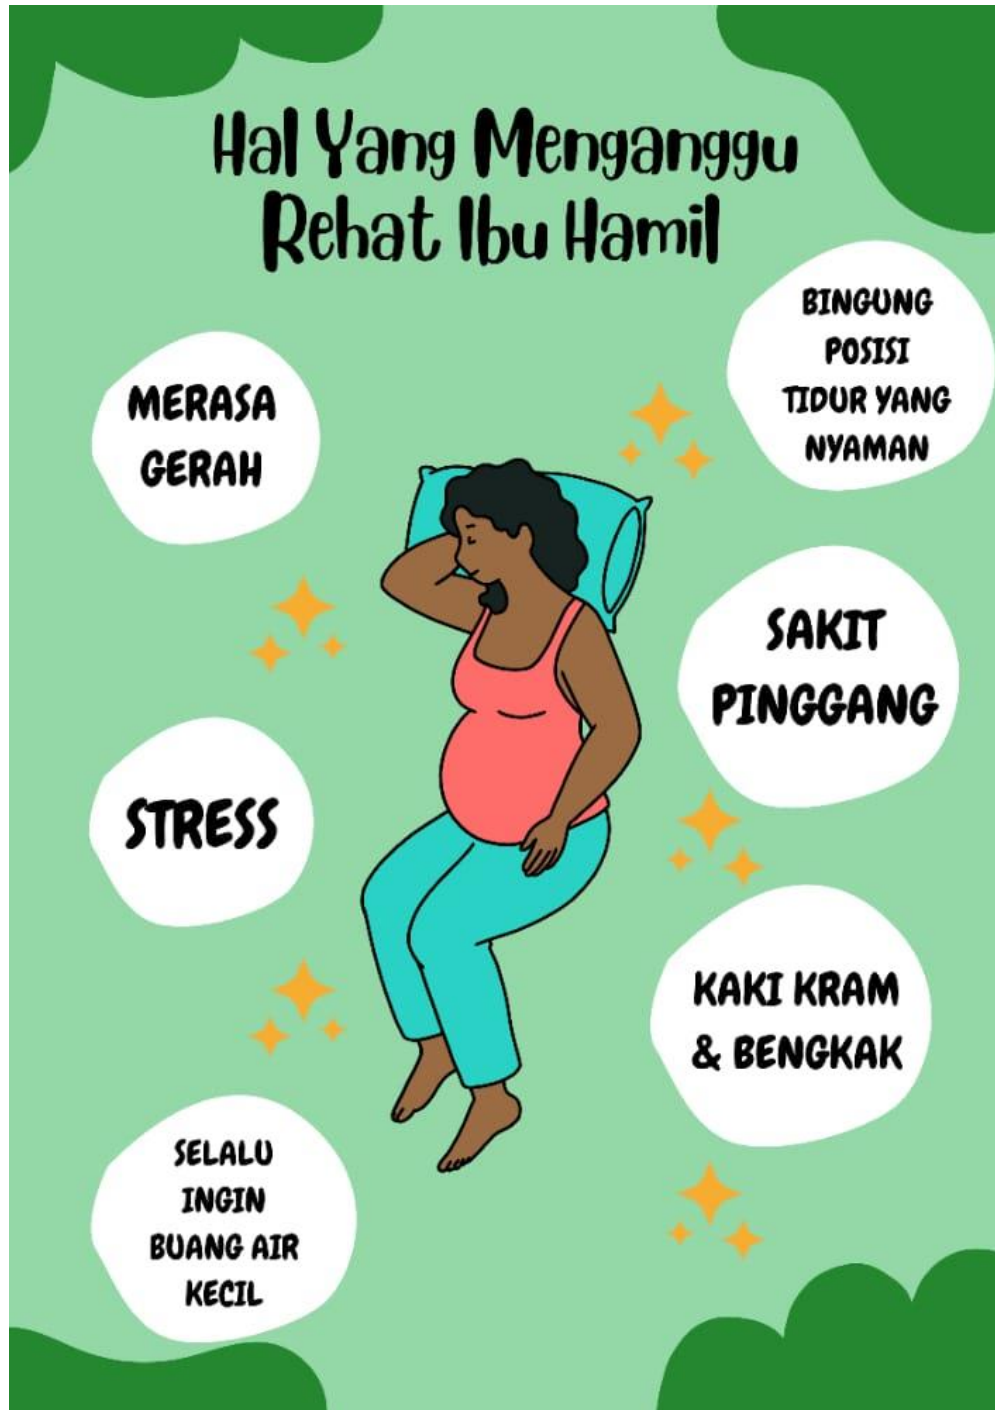 Hal Yang Menganggu
Rehat Ibu Hamil
MERASA
GERAH
BINGUNG
POSISI
TIDUR YANG
NYAMAN
STRESS
SAKIT
PINGGANG
SELALU
INGIN
BUANG AIR
KECIL
KAKI KRAM
& BENGKAK